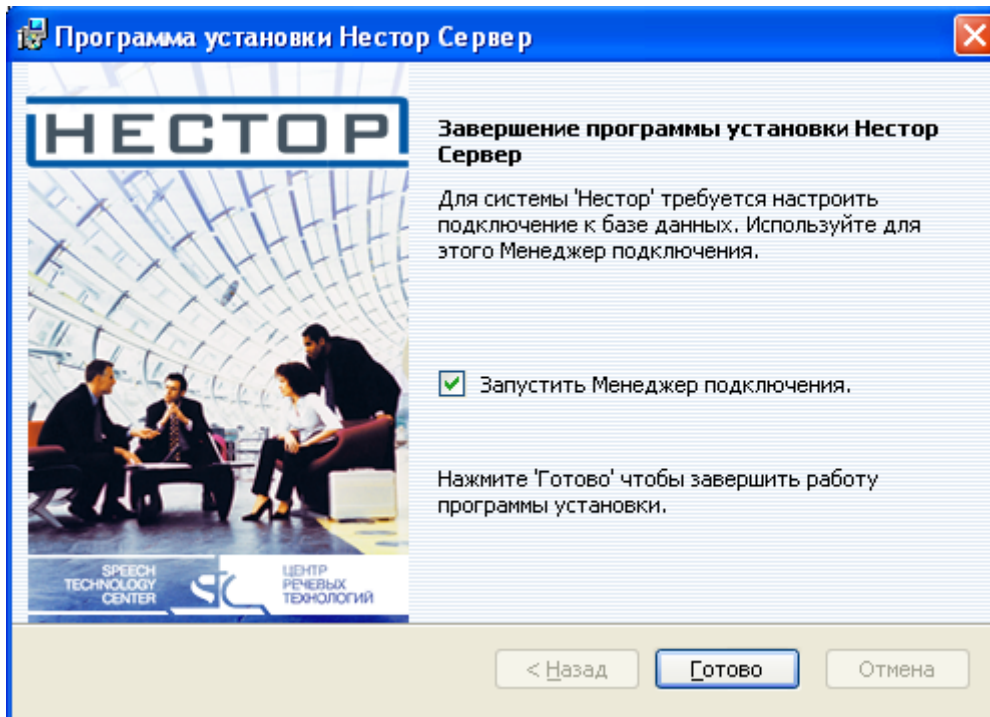 Программа установки Нестор Сервер
НЕСТОР
Завершение программы установки Нестор
Сервер
Для системы 'Нестор' требуется настроить
подключение к базе данных. Используйте для
этого Менеджер подключения.
Запустить Менеджер подключения.
Нажмите 'Готово' чтобы завершить работу
программы установки.
SPEECH
TECHNOLOGY
CENTER
ЦЕНТР
РЕЧЕВЫХ
ТЕХНОЛОГИЙ
< Назад
Готово
Отмена